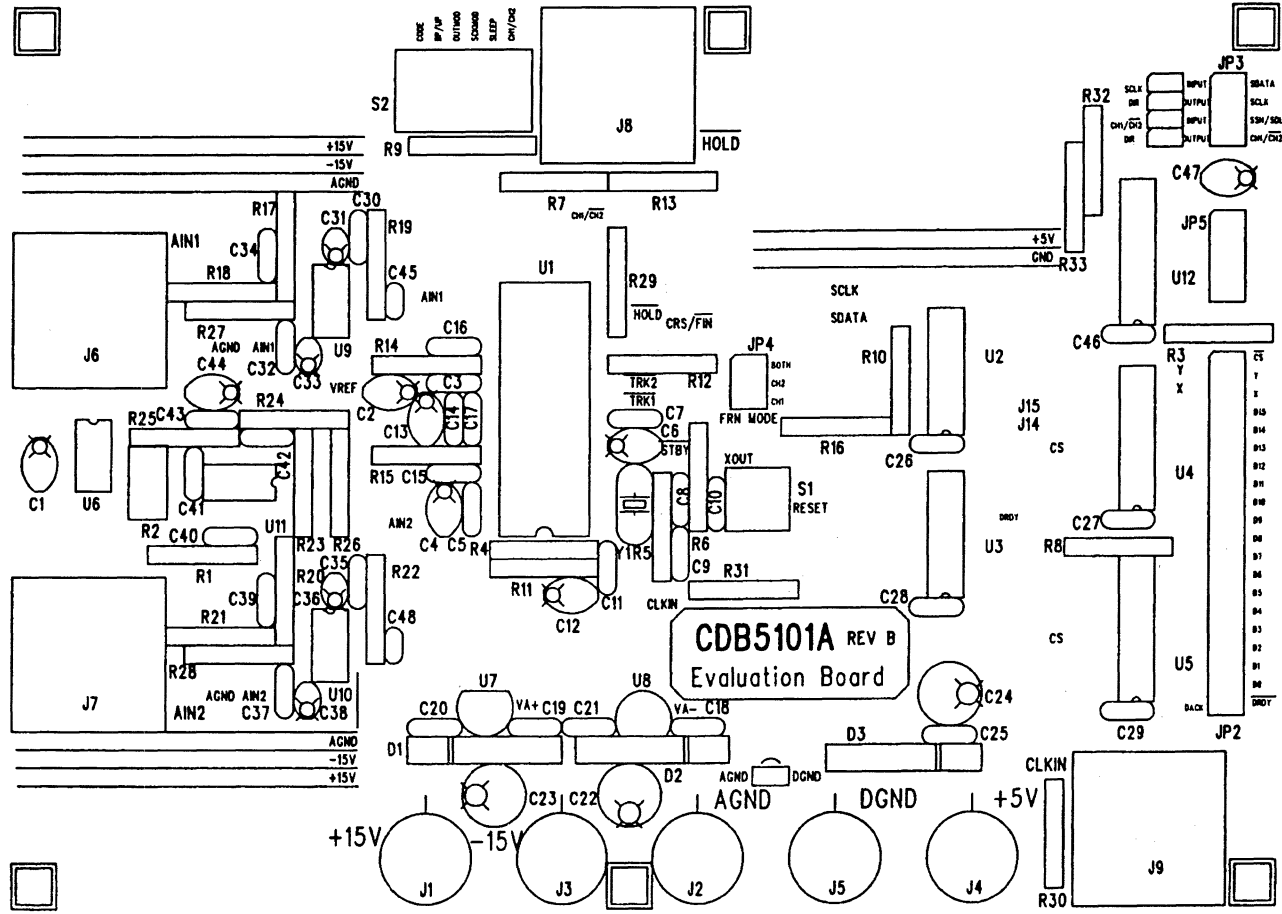 CODE
BP/UP
OUTMOD
SCKMOD
SLEEP
CH1/CH2
S2
J8
R9
HOLD
+15V
-15V
AGND
R7
CH1/CH2
R13
JP3
SCLK INPUT SDATA
DIR OUTPUT SCLK
CH1/CH2 INPUT
DIR OUTPUT CH1/CH2
R32
C47
JP5
U12
+5V
GND
R33
R17
C30
C31
R19
AIN1
C34
R18
C45
AIN1
R27
AGND AIN1
U9
J6
C44
C32
C33
U1
R29
HOLD
CRS/FIN
SCLK
SDATA
C16
R14
C3
VREF
C2
C13
C14
C17
TRK2
R12
TRK1
JP4
BOTH
CH2
CH1
FRN MODE
R10
U2
R16
C26
C46
R3
Y
X
J15
J14
CS
U4
C27
CS
Y
X
D15
D14
D13
D12
D11
D10
D9
D8
D7
D6
D5
D4
D3
D2
D1
D0
DRDY
JP2
C43
R24
R25
C42
C1
U6
R2
C41
C40
U11
R1
R23
R26
R15
C15
AIN2
C4
C5
R4
R11
C11
C12
C7
C6
STBY
XOUT
C8
C10
S1
RESET
Y1
R5
R6
C9
R31
CLKIN
DRDY
U3
C28
R8
CS
U5
DACK
C29
C35
R20
C36
R22
C39
R21
C48
R28
AGND AIN2
U10
J7
AIN2
C37
C38
AGND
-15V
+15V
CDB5101A REV B
Evaluation Board
U7
U8
C20
VA+
C19
C21
VA-
C18
D1
D2
D3
C24
C25
C23
C22
AGND
DGND
AGND
DGND
+5V
CLKIN
+15V
-15V
J1
J3
J2
J5
J4
R30
J9